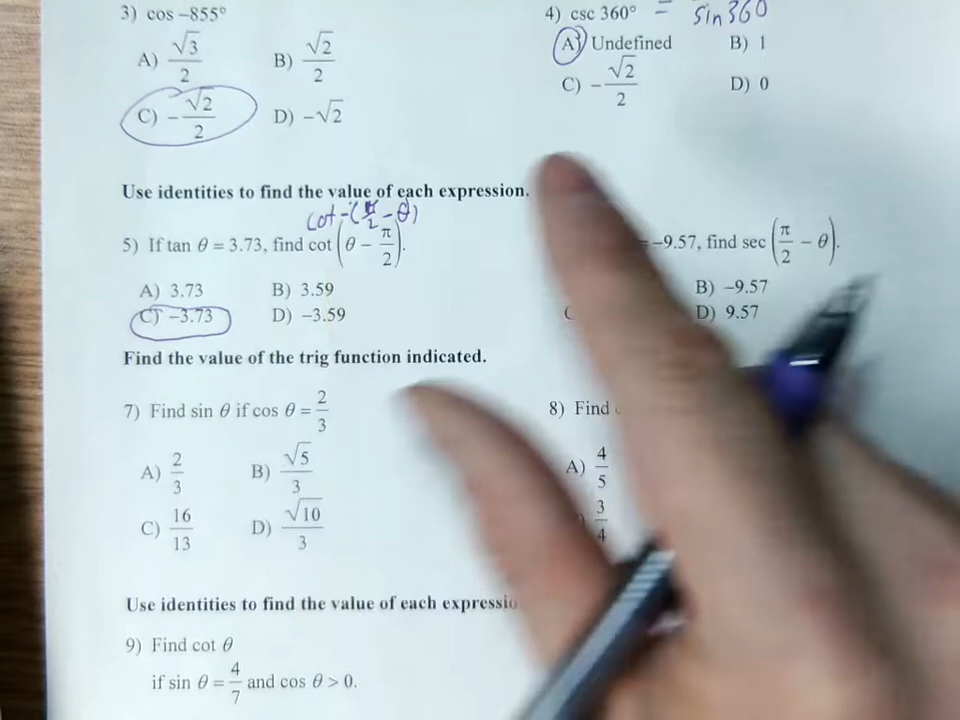 3) cos −855°
A) √3/2 B) √2/2
C) −√2/2 D) −√2
4) csc 360° = sin 360
A) Undefined B) 1
C) −√2/2 D) 0
Use identities to find the value of each expression.
cot -(π/2 - θ)
5) If tan θ = 3.73, find cot (θ − π/2).
A) 3.73 B) 3.59
C) −3.73 D) −3.59
= −9.57, find sec (π/2 − θ).
B) −9.57
D) 9.57
Find the value of the trig function indicated.
7) Find sin θ if cos θ = 2/3
A) 2/3 B) √5/3
C) 16/13 D) √10/3
8) Find
A) 4/5
3/4
Use identities to find the value of each
9) Find cot θ
if sin θ = 4/7 and cos θ > 0.